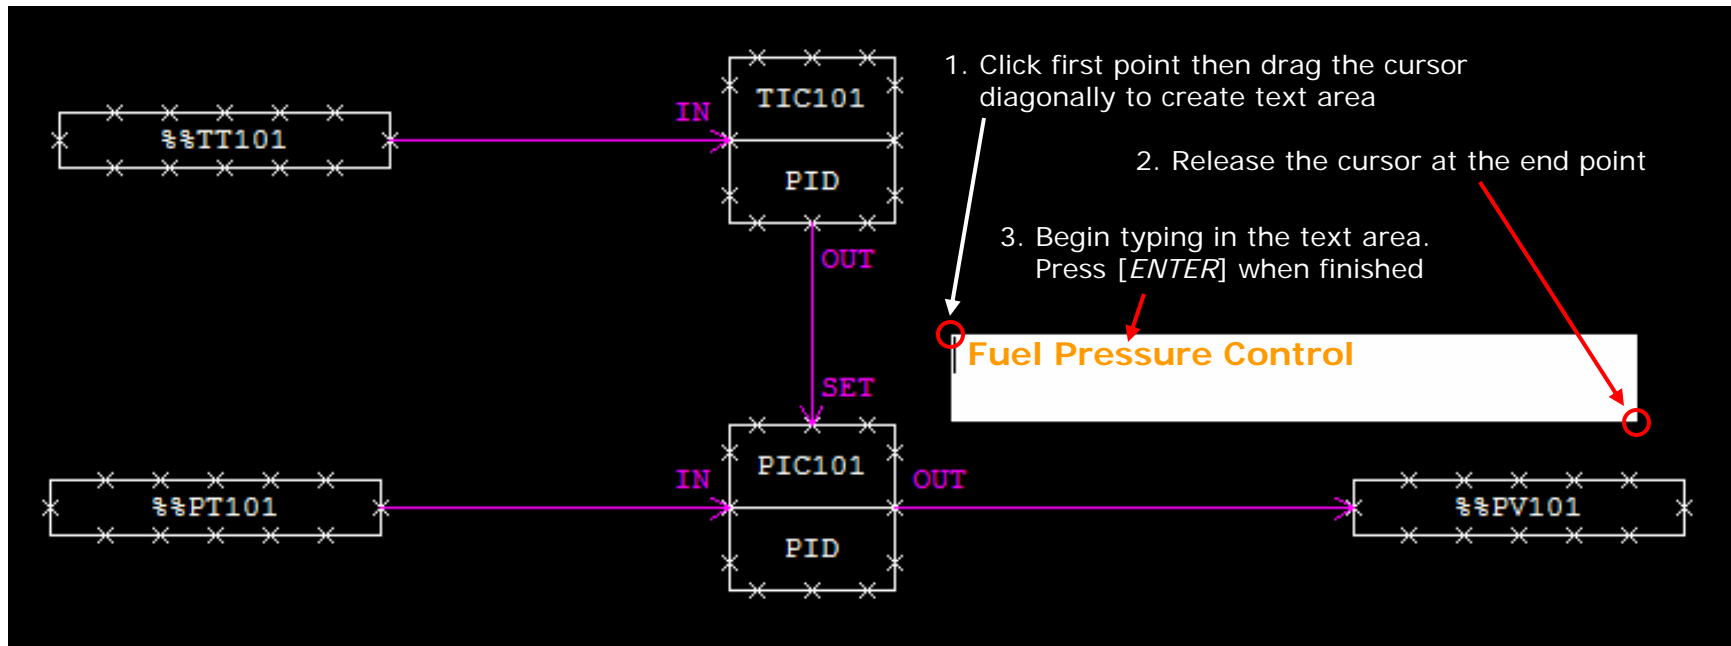 1. Click first point then drag the cursor
diagonally to create text area
TIC101
IN
%%TT101
2. Release the cursor at the end point
PID
3. Begin typing in the text area.
Press [ENTER] when finished
OUT
Fuel Pressure Control
SET
PIC101
IN
OUT
%%PT101
%%PV101
PID